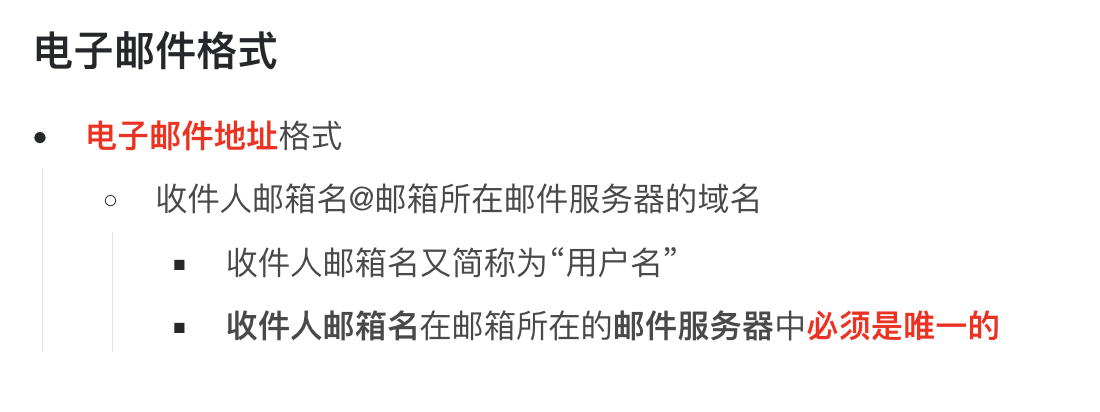 电子邮件格式
电子邮件地址格式
收件人邮箱名@邮箱所在邮件服务器的域名
收件人邮箱名又简称为“用户名”
收件人邮箱名在邮箱所在的邮件服务器中必须是唯一的